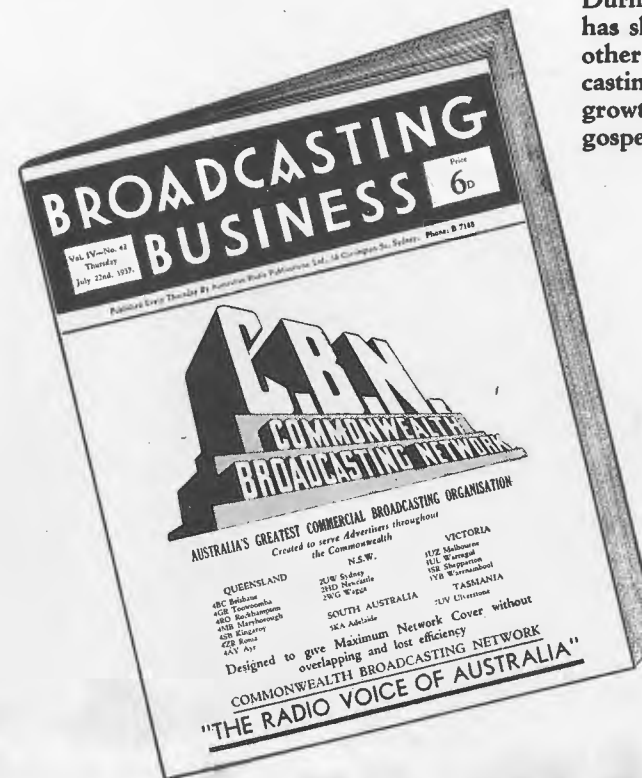 Durin
has sl
other
castin
growt
gospe
BROADCASTING
BUSINESS
Price
6D
Vol. IV—No. 42
Thursday
July 22nd, 1937.
Published Every Thursday By Australian Radio Publications Ltd., 16 Carrington St., Sydney. Phone: B 7188
C.B.N.
COMMONWEALTH
BROADCASTING NETWORK
AUSTRALIA'S GREATEST COMMERCIAL BROADCASTING ORGANISATION
Created to serve Advertisers throughout
the Commonwealth
QUEENSLAND
4BC Brisbane
4GR Toowoomba
4RO Rockhampton
4MB Maryborough
4SB Kingaroy
4ZR Roma
4AY Ayr
N.S.W.
2UW Sydney
2HD Newcastle
2WG Wagga
SOUTH AUSTRALIA
5KA Adelaide
VICTORIA
3UZ Melbourne
3UL Warragul
3SR Shepparton
3YB Warrnambool
TASMANIA
7UV Ulverstone
Designed to give Maximum Network Cover without
overlapping and lost efficiency
COMMONWEALTH BROADCASTING NETWORK
"THE RADIO VOICE OF AUSTRALIA"